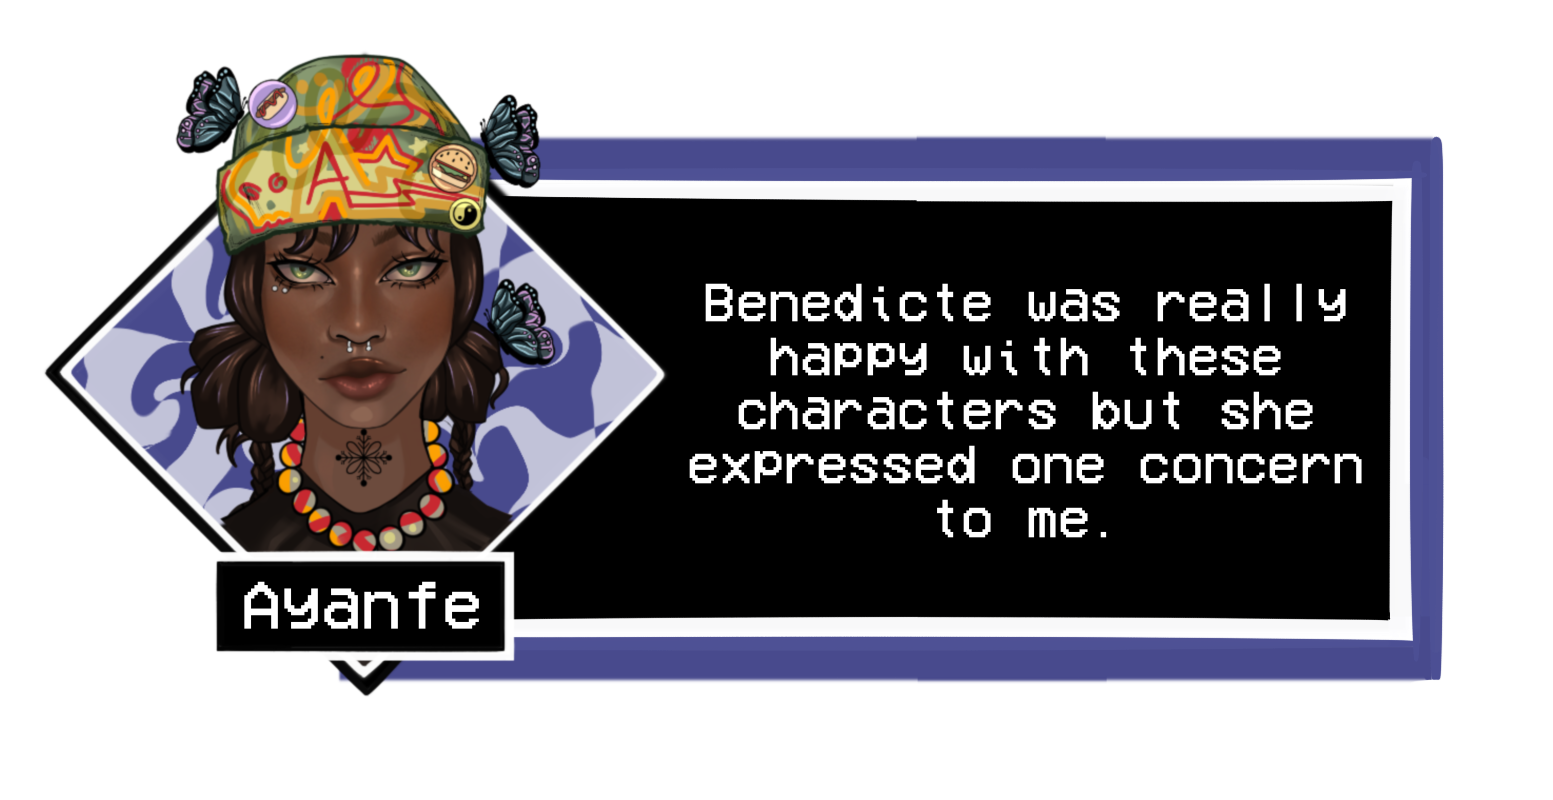 A
Benedicte was really
happy with these
characters but she
expressed one concern
to me.
Ayanfe